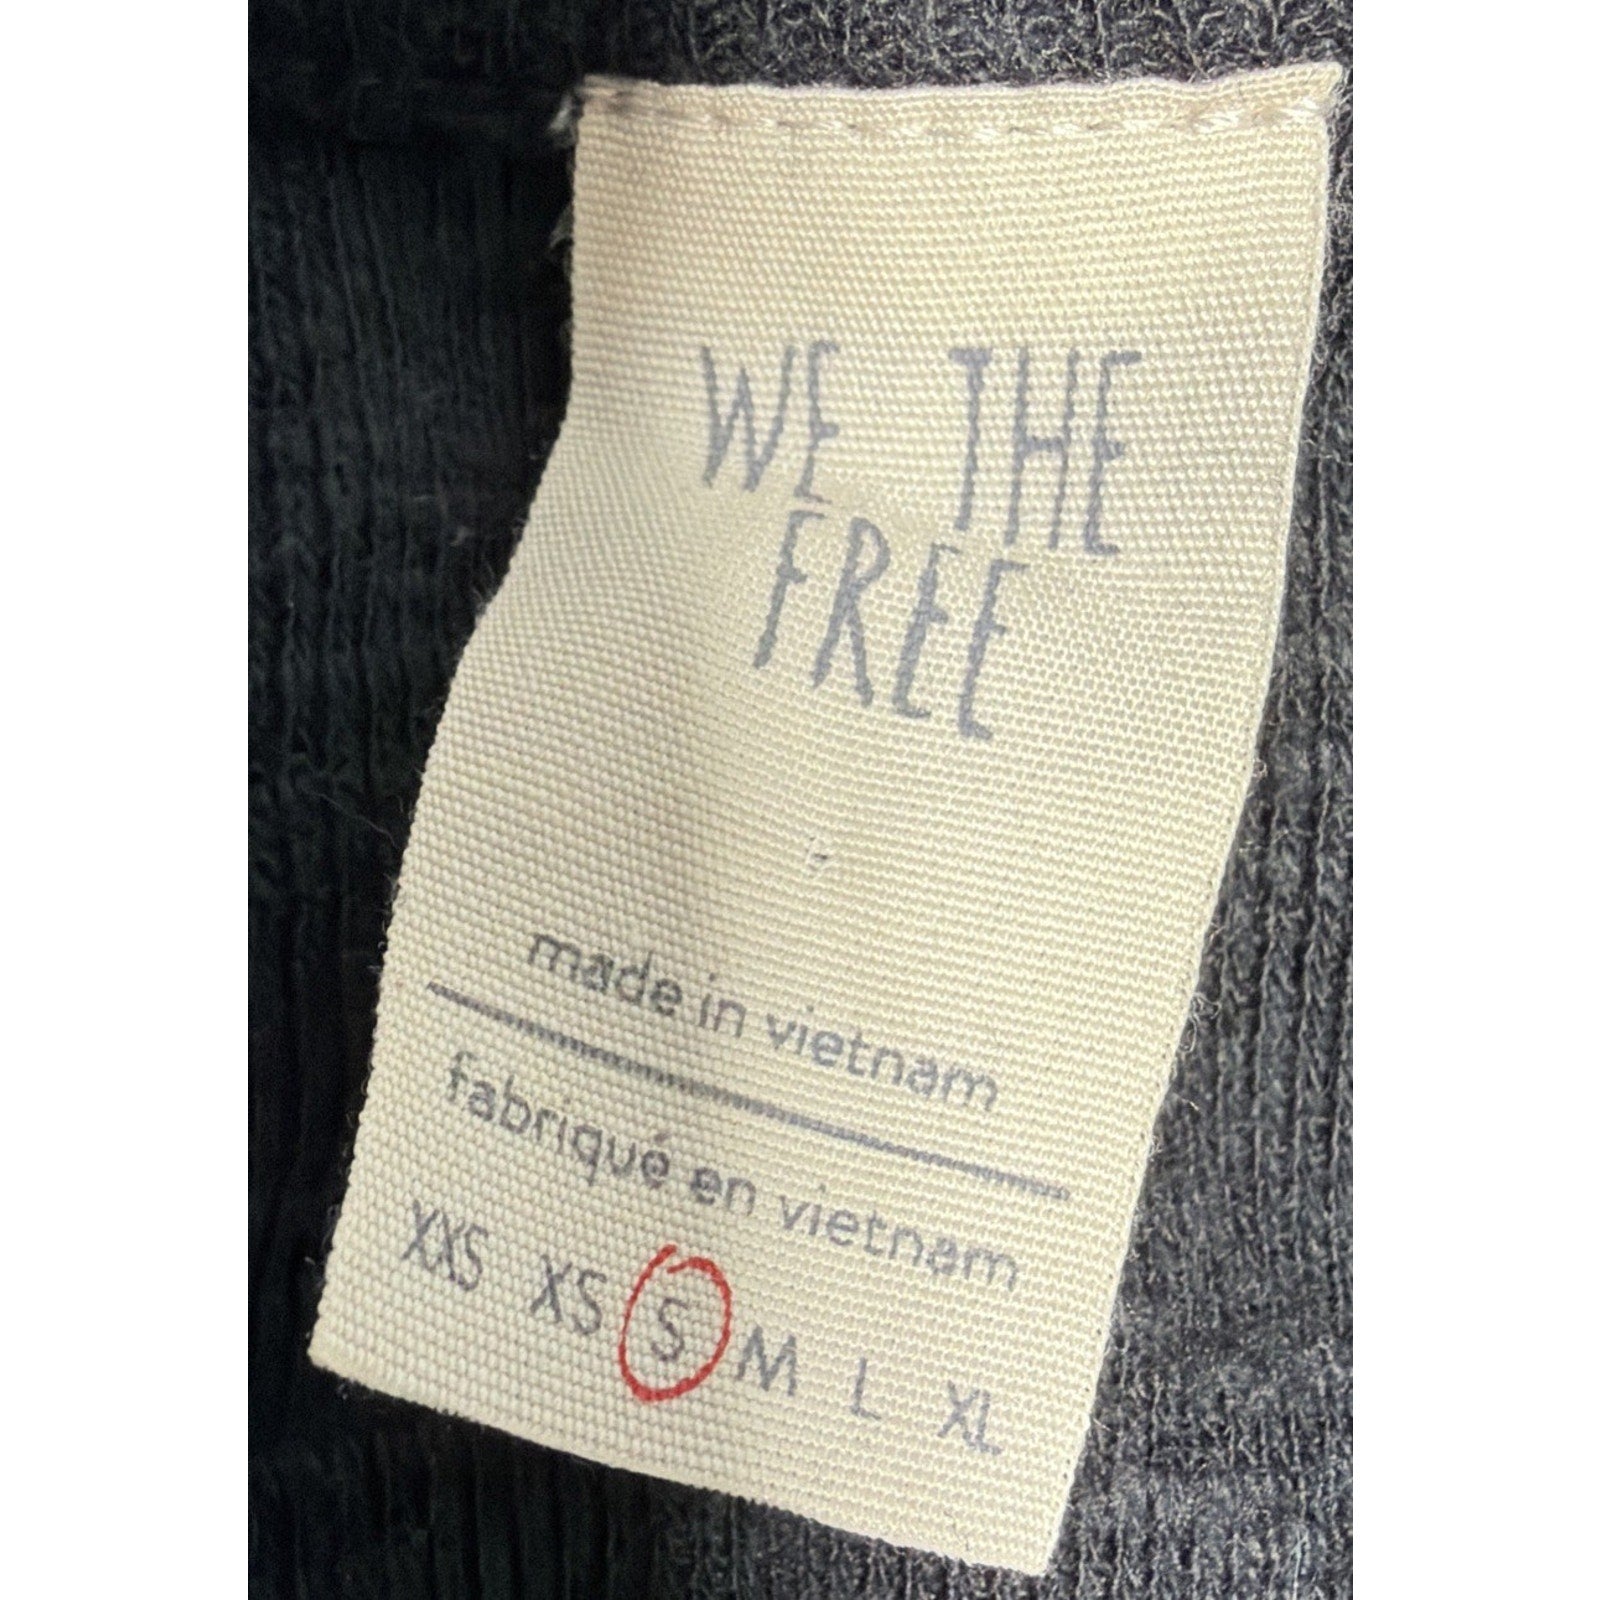 WE THE
FREE
made in vietnam
fabriqué en vietnam
XXS XS S M L XL